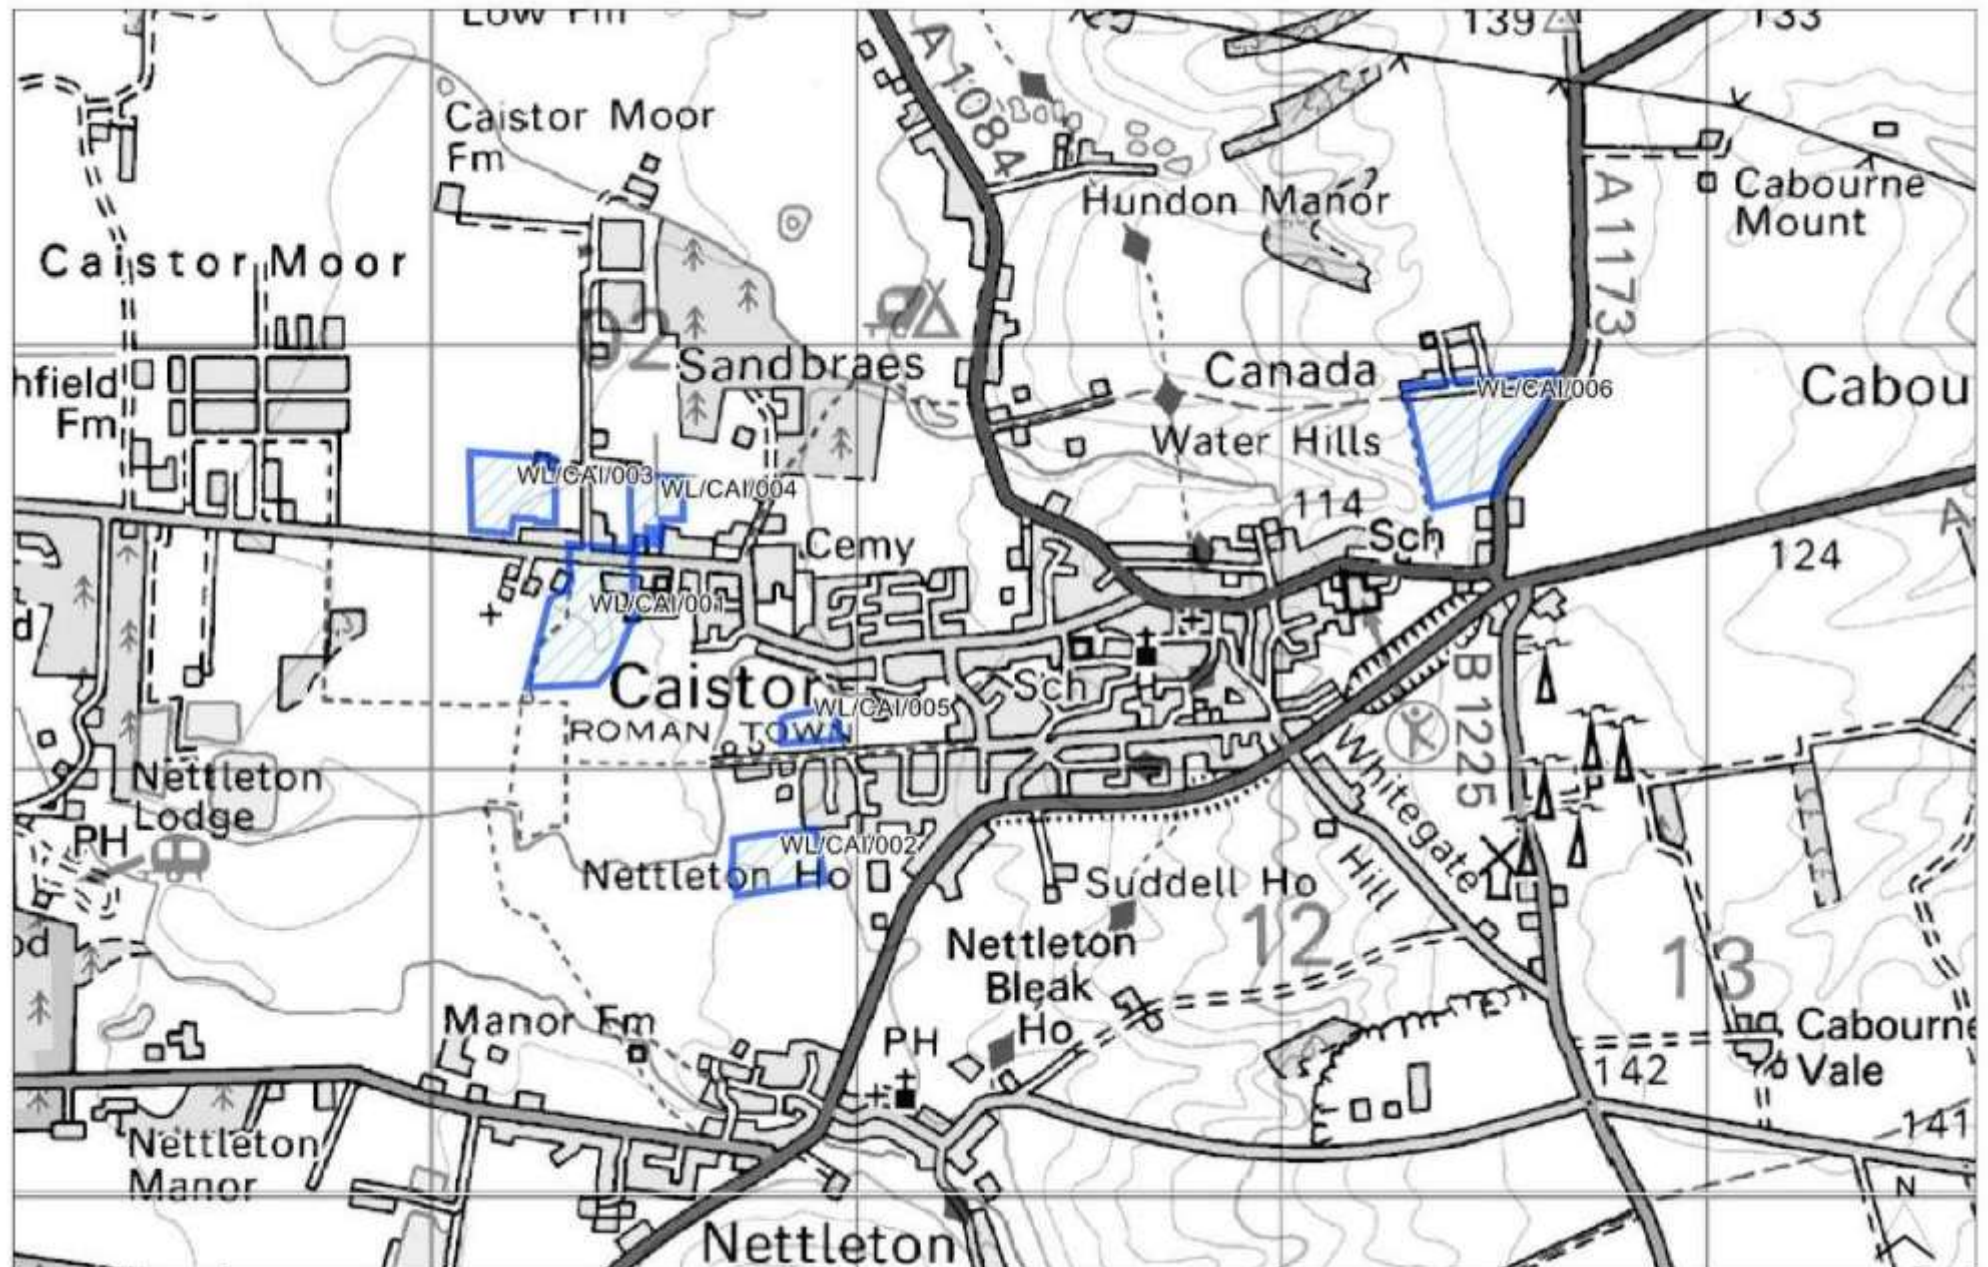 Low Fm
139
133
A 1084
Caistor Moor
Fm
Hundon Manor
Cabourne
Mount
A 1173
Caistor Moor
02
Sandbraes
Canada
WL/CAI/006
hfield
Fm
Cabou
Water Hills
WL/CAI/003
WL/CAI/004
114
Sch
Cemy
124
A
WL/CAI/001
d
Caistor
Sch
B 1225
WL/CAI/005
ROMAN TOWN
Whitegate
Hill
Nettleton
Lodge
PH
WL/CAI/002
Nettleton Ho
Suddell Ho
12
13
od
Nettleton
Bleak
Ho
Manor Fm
PH
Cabourne
Vale
142
141
Nettleton
Manor
N
Nettleton